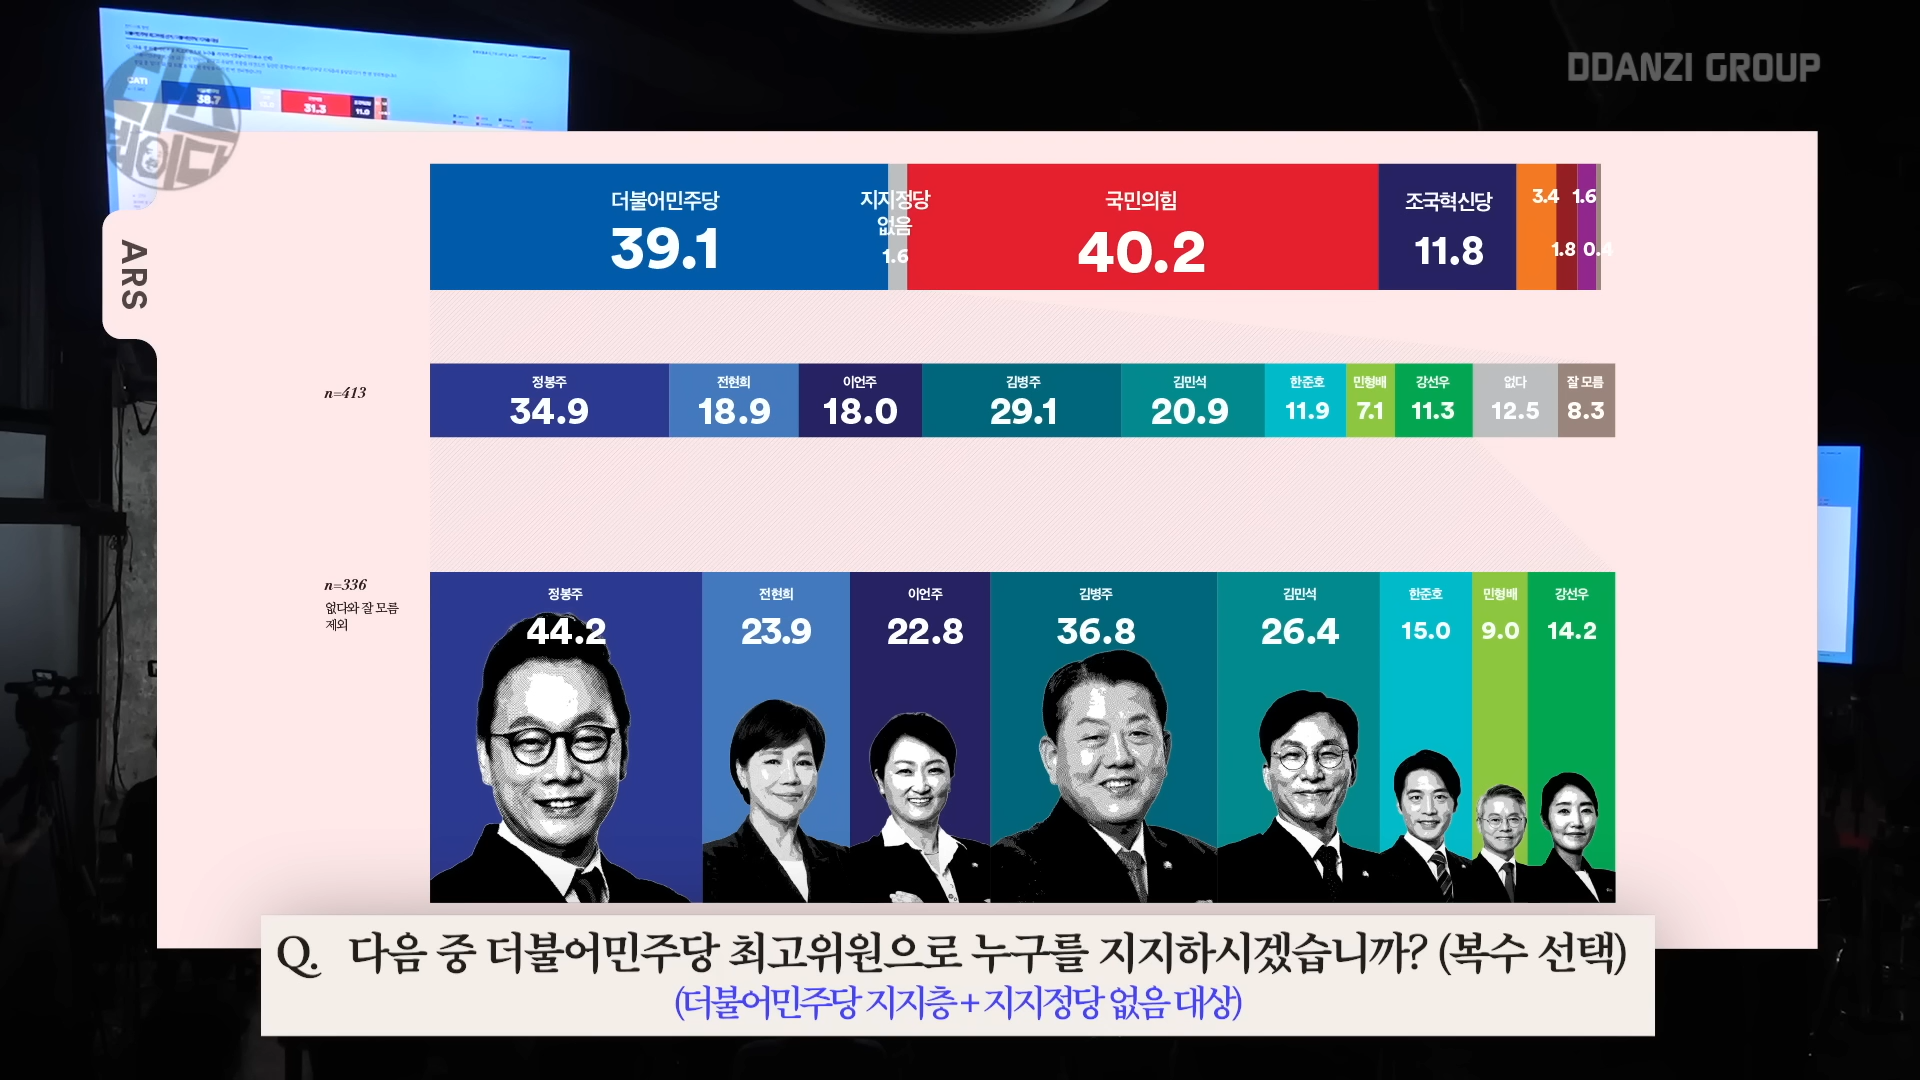 DDANZI GROUP
CATI
38.7
31.3
11.0
ARS
더불어민주당
39.1
지지정당
없음
1.6
국민의힘
40.2
조국혁신당
11.8
3.4 1.6
1.8 0.4
n=413
정봉주 전현희 이언주 김병주 김민석 한준호 민형배 강선우 없다 잘 모름
34.9 18.9 18.0 29.1 20.9 11.9 7.1 11.3 12.5 8.3
n=336
없다와 잘 모름
제외
정봉주 전현희 이언주 김병주 김민석 한준호 민형배 강선우
44.2 23.9 22.8 36.8 26.4 15.0 9.0 14.2
Q. 다음 중 더불어민주당 최고위원으로 누구를 지지하시겠습니까? (복수 선택)
(더불어민주당 지지층 + 지지정당 없음 대상)